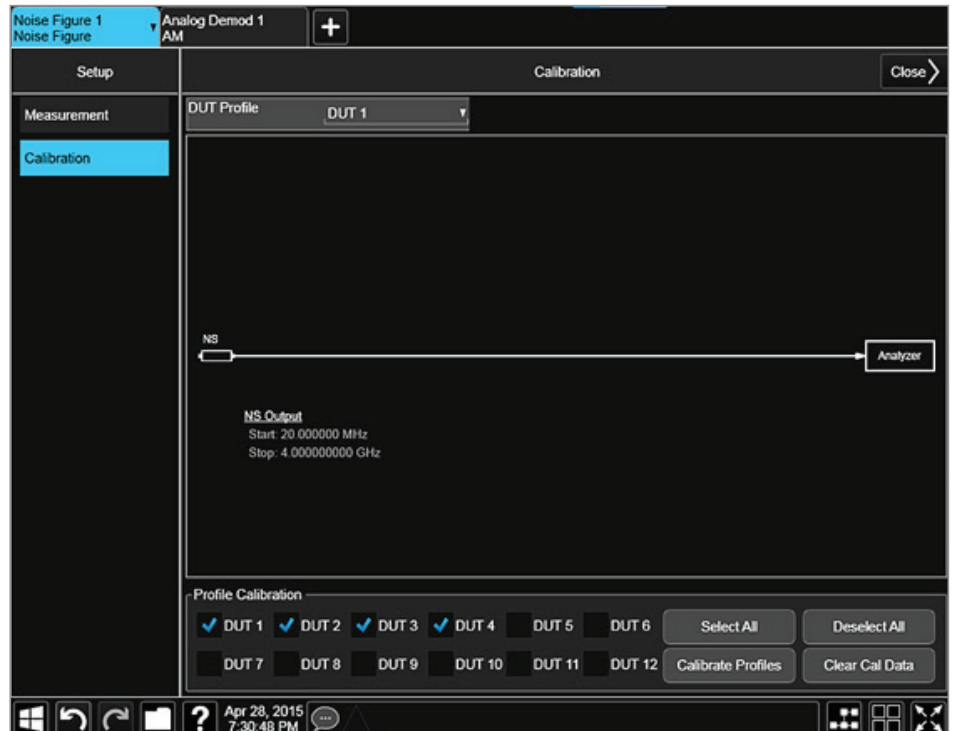 Noise Figure 1
Noise Figure
Analog Demod 1
AM
+
Setup
Calibration
Close
Measurement
Calibration
DUT Profile
DUT 1
NS
Analyzer
NS Output
Start: 20.000000 MHz
Stop: 4.000000000 GHz
Profile Calibration
DUT 1 DUT 2 DUT 3 DUT 4 DUT 5 DUT 6 Select All Deselect All
DUT 7 DUT 8 DUT 9 DUT 10 DUT 11 DUT 12 Calibrate Profiles Clear Cal Data
?
Apr 28, 2015
7:30:48 PM